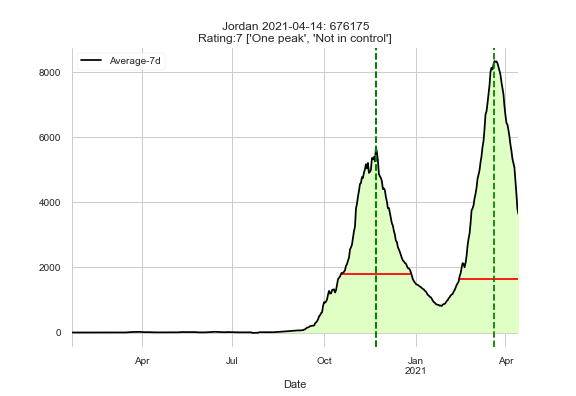 Jordan 2021-04-14: 676175
Rating:7 ['One peak', 'Not in control']
Average-7d
8000
6000
4000
2000
0
Apr
Jul
Oct
Jan
2021
Apr
Date